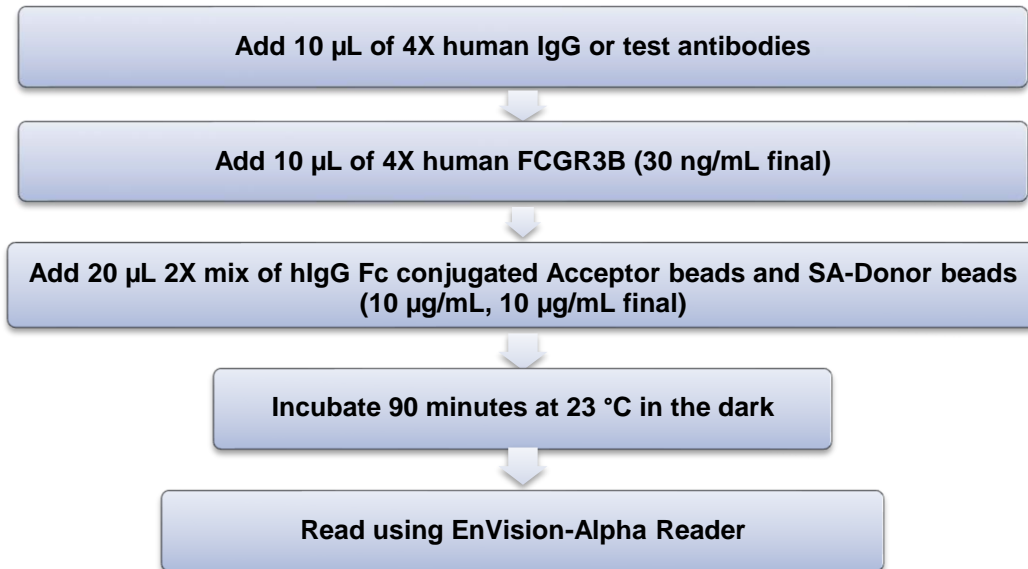 Add 10 µL of 4X human IgG or test antibodies
Add 10 µL of 4X human FCGR3B (30 ng/mL final)
Add 20 µL 2X mix of hIgG Fc conjugated Acceptor beads and SA-Donor beads
(10 µg/mL, 10 µg/mL final)
Incubate 90 minutes at 23 °C in the dark
Read using EnVision-Alpha Reader